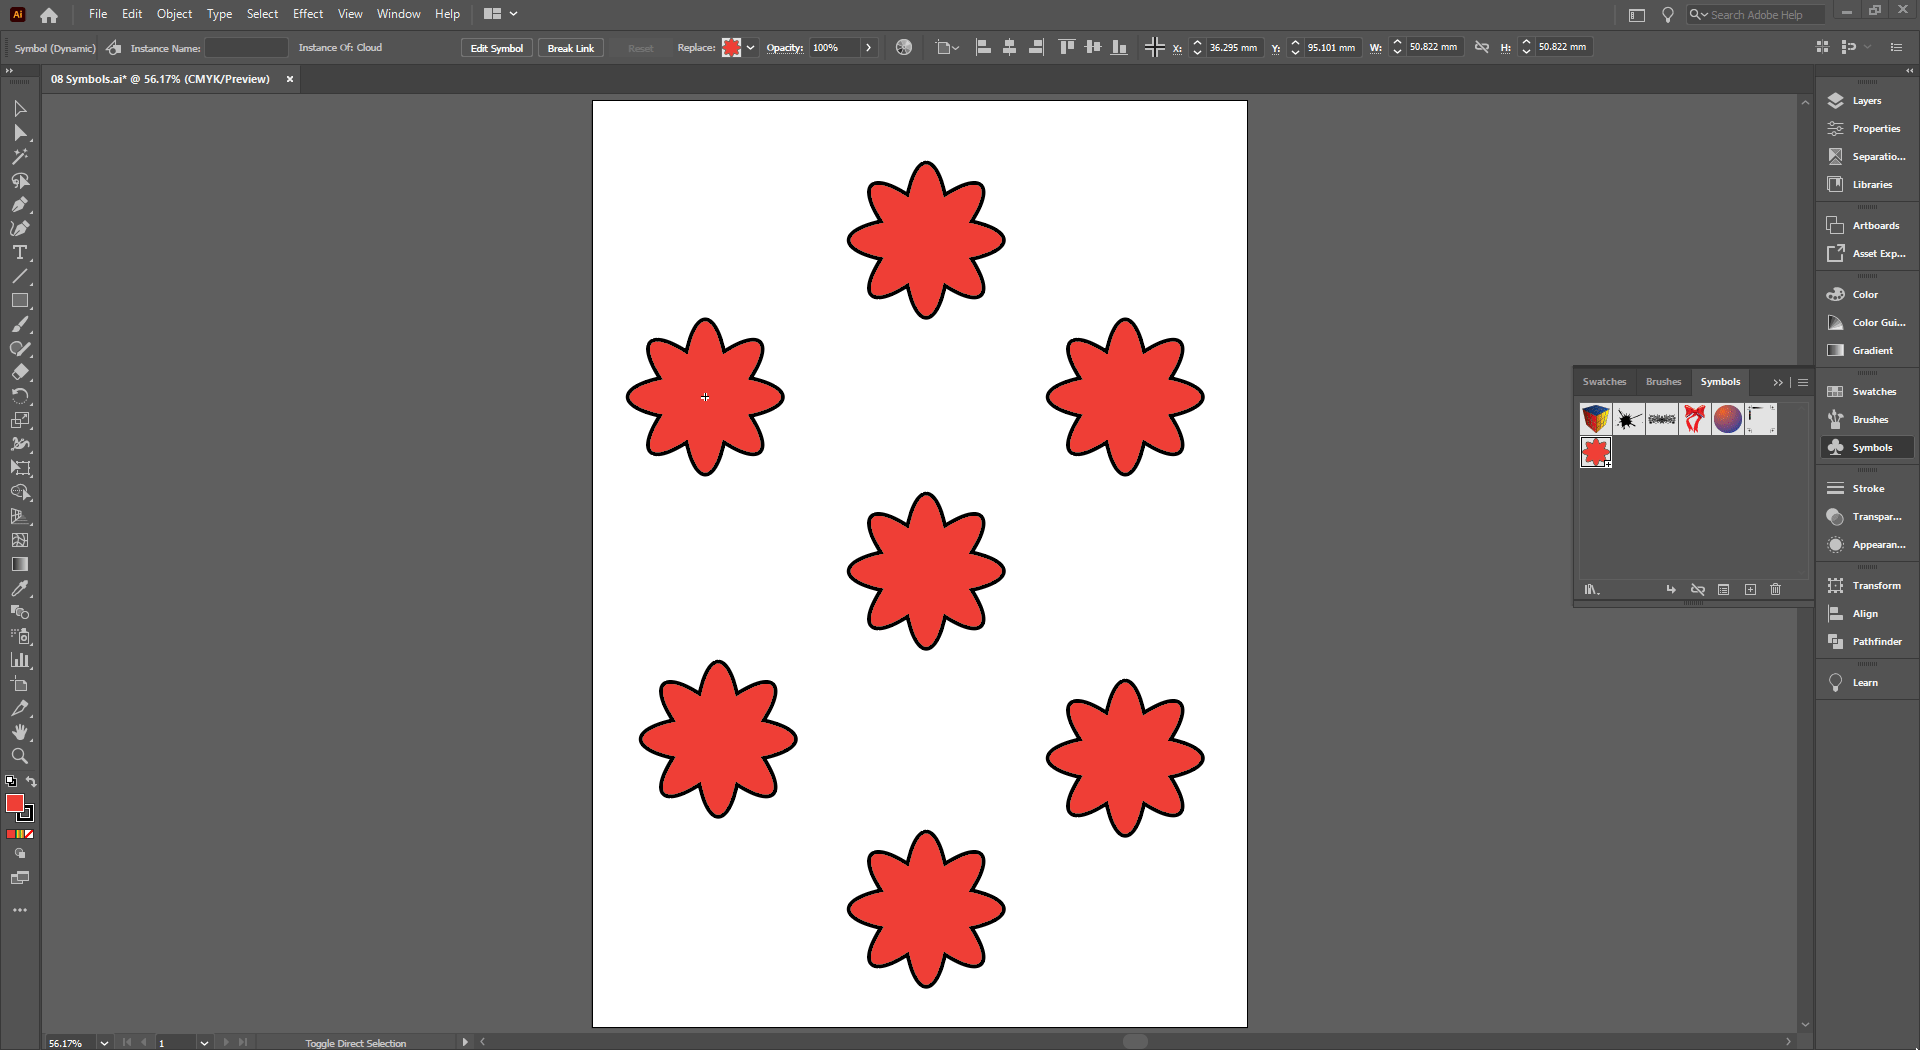 Ai File Edit Object Type Select Effect View Window Help Search Adobe Help
Symbol (Dynamic) Instance Name: Instance Of: Cloud Edit Symbol Break Link Reset Replace: Opacity: 100% X: 36.295 mm Y: 95.101 mm W: 50.822 mm H: 50.822 mm
08 Symbols.ai* @ 56.17% (CMYK/Preview) ×
Layers
Properties
Separatio...
Libraries
Artboards
Asset Exp...
Color
Color Gui...
Gradient
Swatches Brushes Symbols
Swatches
Brushes
Symbols
Stroke
Transpar...
Appearan...
Transform
Align
Pathfinder
Learn
56.17% 1 Toggle Direct Selection